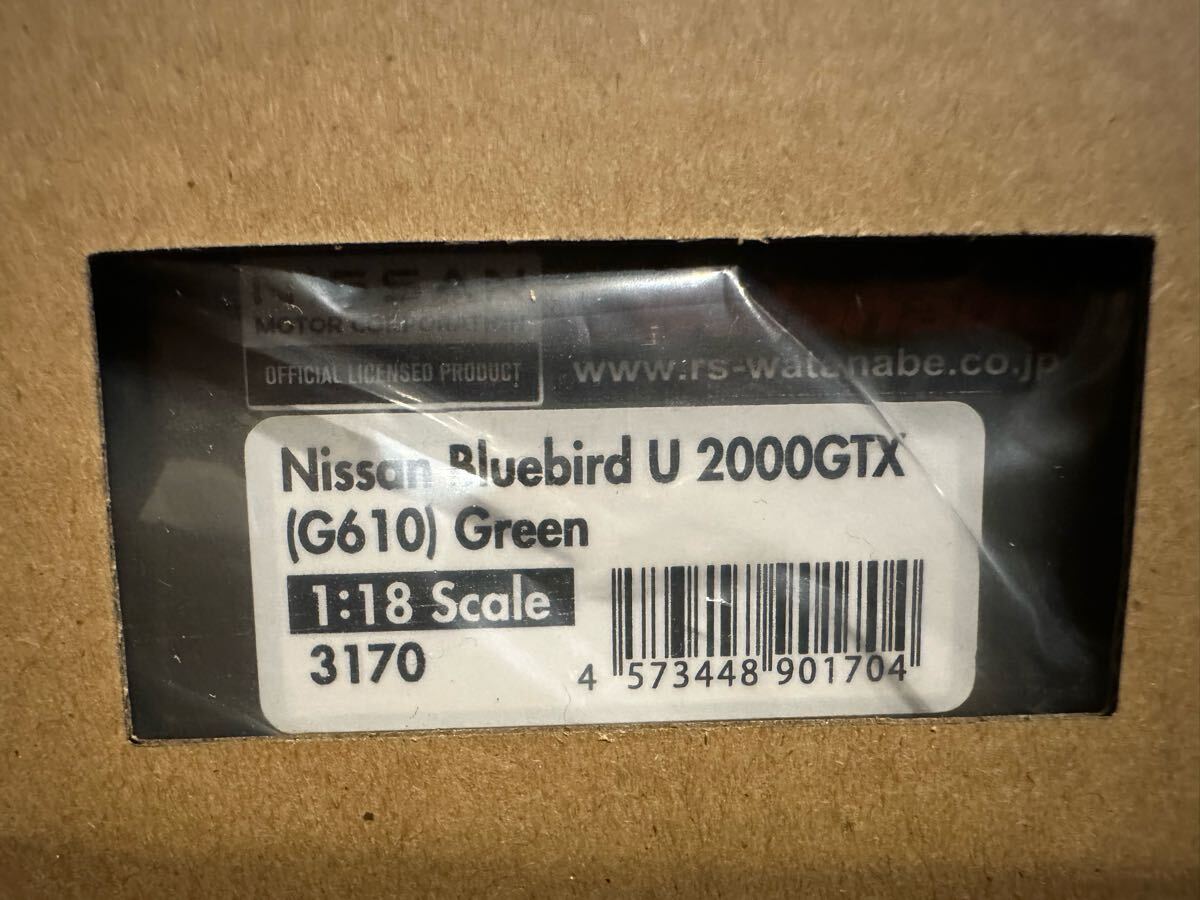 NISSAN
MOTOR CORPORATION
OFFICIAL LICENSED PRODUCT
www.rs-watanabe.co.jp
Nissan Bluebird U 2000GTX
(G610) Green
1:18 Scale
3170
4 573448 901704